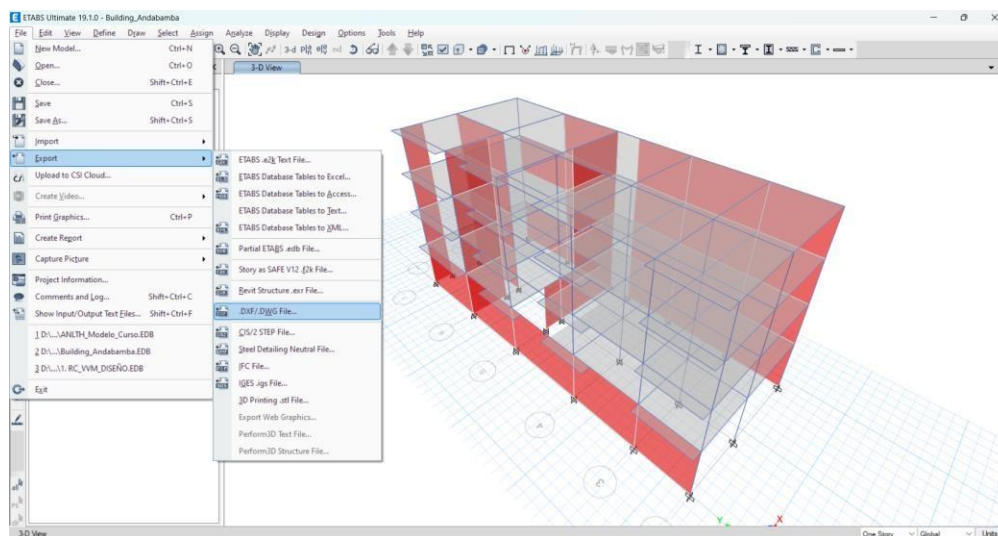 ETABS Ultimate 19.1.0 - Building_Andabamba
File Edit View Define Draw Select Assign Analyze Display Design Options Tools Help
New Model... Ctrl+N
Open... Ctrl+O
Close... Shift+Ctrl+E
Save Ctrl+S
Save As... Shift+Ctrl+S
Import
Export
Upload to CSI Cloud...
Create Video...
Print Graphics... Ctrl+P
Create Report
Capture Picture
Project Information...
Comments and Log... Shift+Ctrl+C
Show Input/Output Text Files... Shift+Ctrl+F
1 D:\...\ANLTH_Modelo_Curso.EDB
2 D:\...\Building_Andabamba.EDB
3 D:\...\1. RC_VVM_DISEÑO.EDB
Exit
ETABS .e2k Text File...
ETABS Database Tables to Excel...
ETABS Database Tables to Access...
ETABS Database Tables to Text...
ETABS Database Tables to XML...
Partial ETABS .edb File...
Story as SAFE V12 .f2k File...
Revit Structure .exr File...
.DXF/.DWG File...
CIS/2 STEP File...
Steel Detailing Neutral File...
IFC File...
IGES .igs File...
3D Printing .stl File...
Export Web Graphics...
Perform3D Text File...
Perform3D Structure File...
3-d
3-D View
Y X
3-D View
One Story Global Units